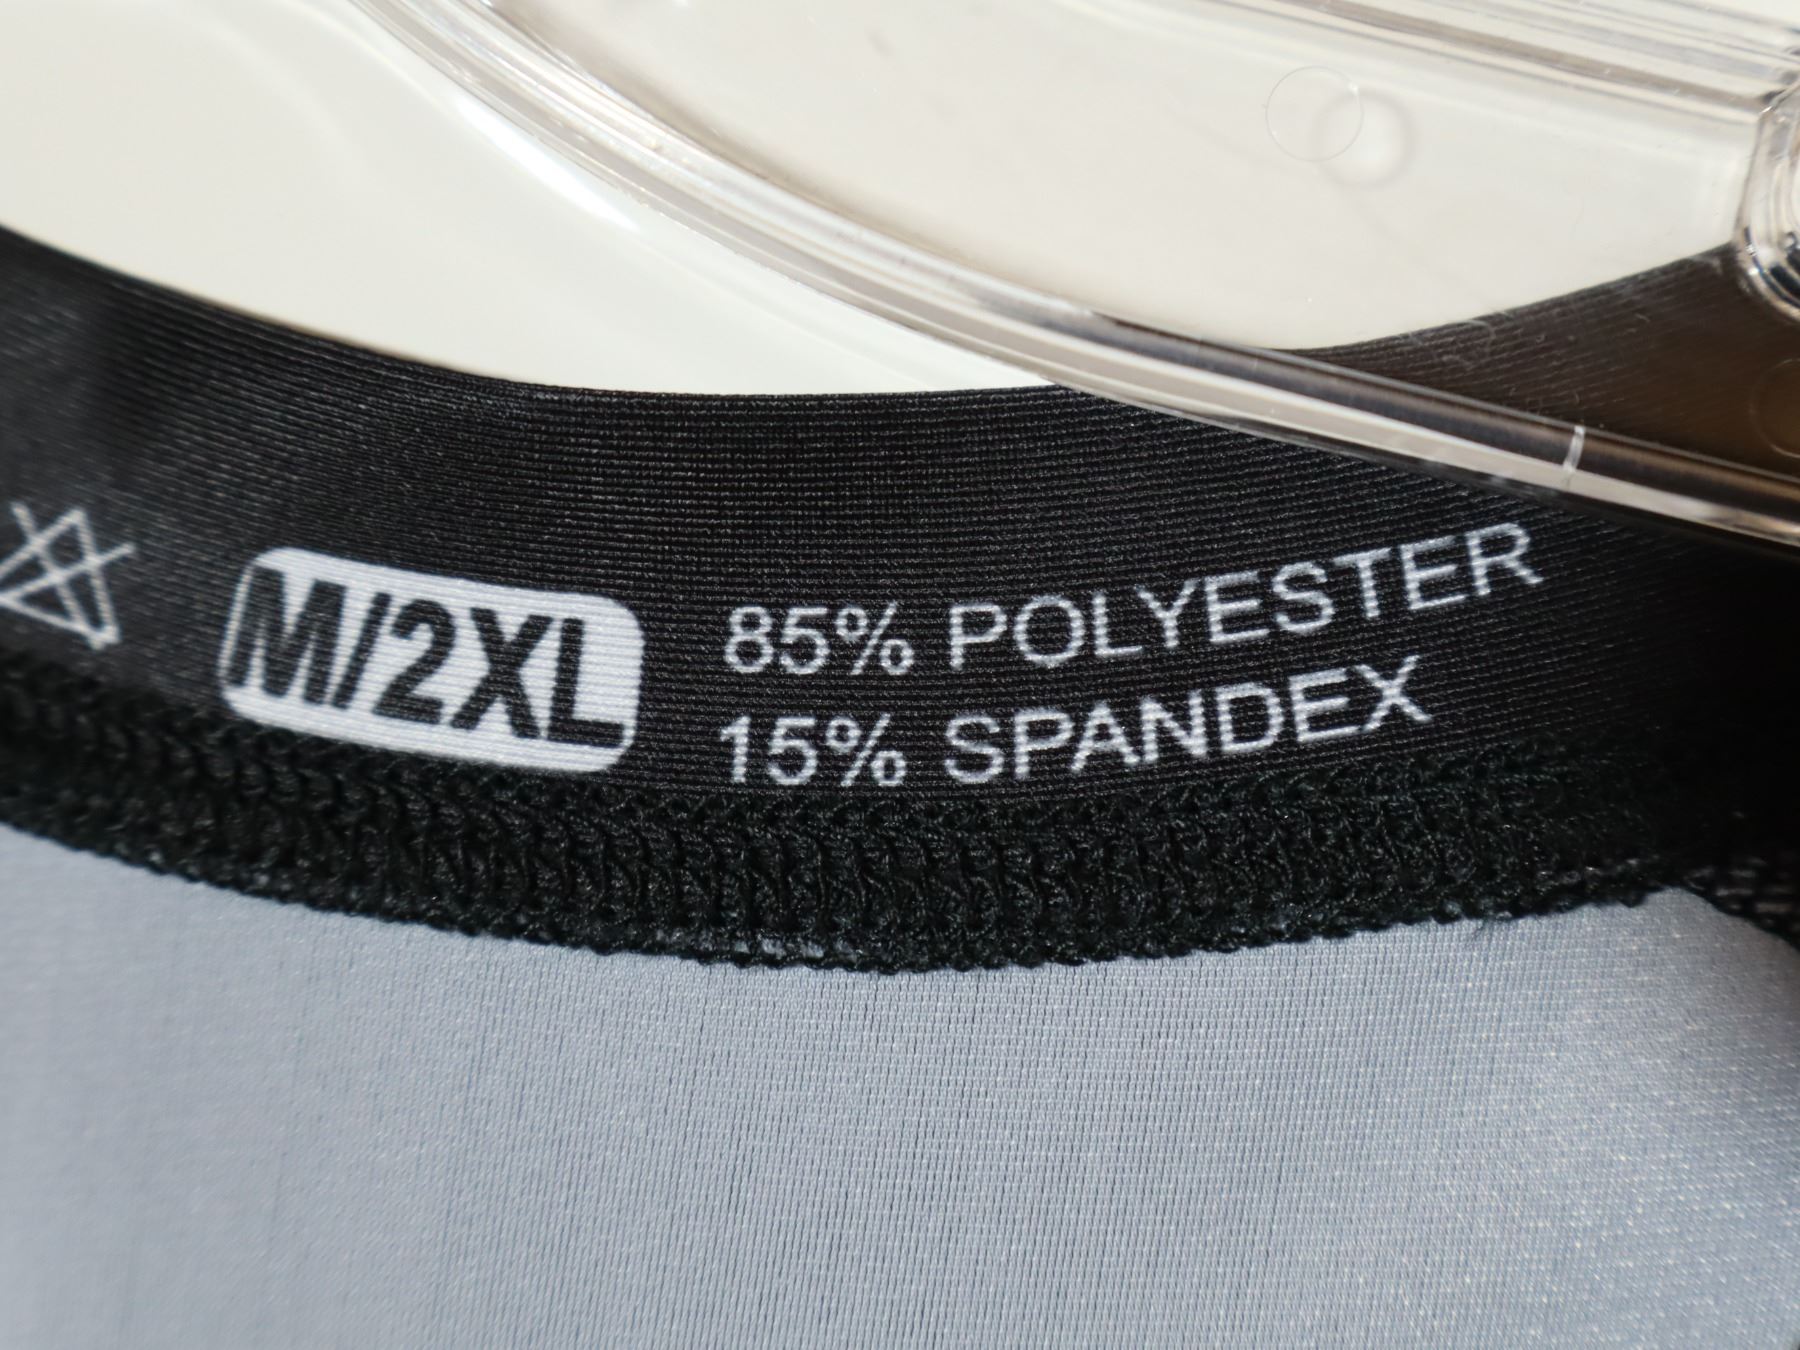 M/2XL
85% POLYESTER
15% SPANDEX